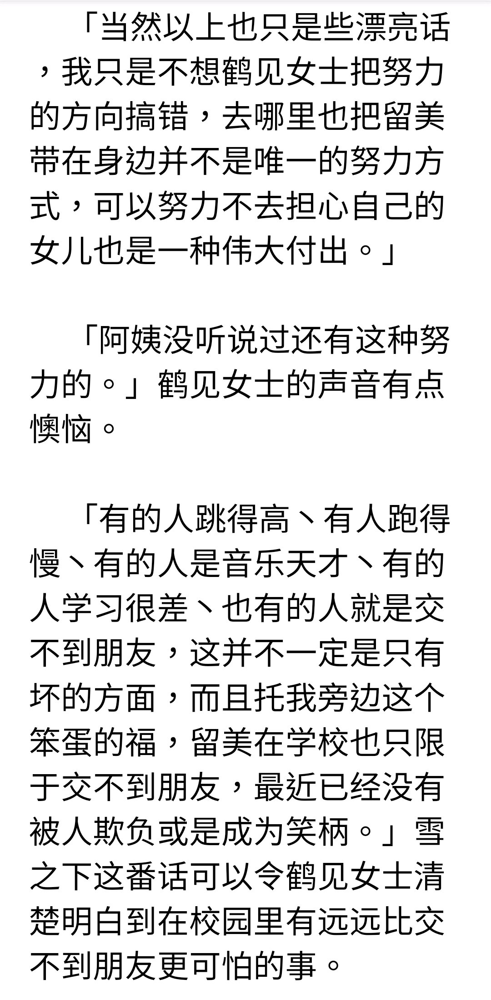 「当然以上也只是些漂亮话
，我只是不想鹤见女士把努力
的方向搞错，去哪里也把留美
带在身边并不是唯一的努力方
式，可以努力不去担心自己的
女儿也是一种伟大付出。」
「阿姨没听说过还有这种努
力的。」鹤见女士的声音有点
懊恼。
「有的人跳得高丶有人跑得
慢丶有的人是音乐天才丶有的
人学习很差丶也有的人就是交
不到朋友，这并不一定是只有
坏的方面，而且托我旁边这个
笨蛋的福，留美在学校也只限
于交不到朋友，最近已经没有
被人欺负或是成为笑柄。」雪
之下这番话可以令鹤见女士清
楚明白到在校园里有远远比交
不到朋友更可怕的事。